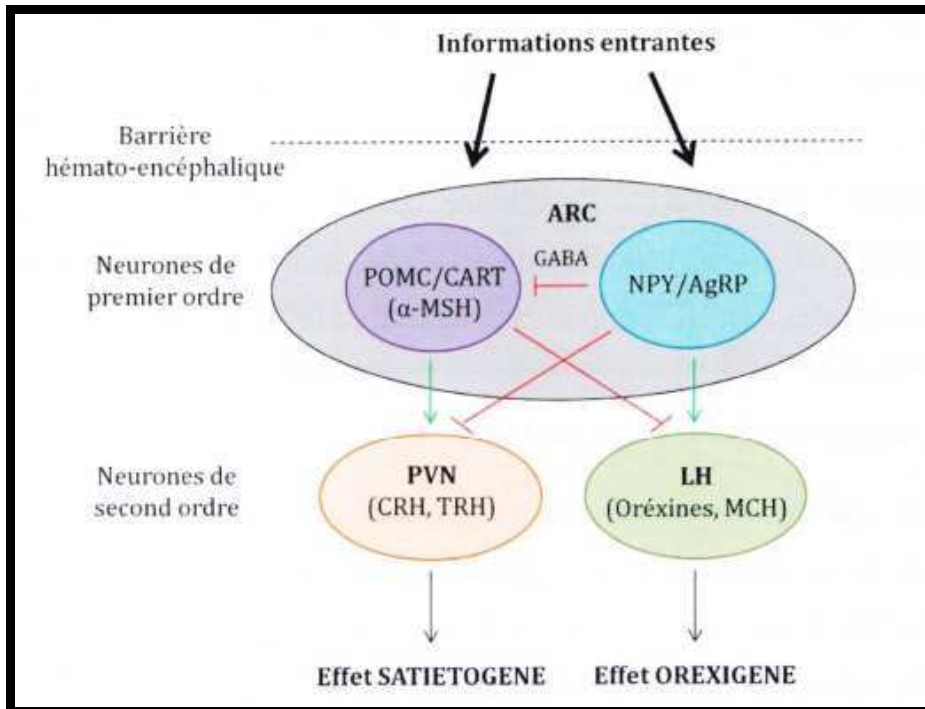 Informations entrantes
Barrière
hémato-encéphalique
ARC
Neurones de
premier ordre
POMC/CART
(α-MSH)
GABA
NPY/AgRP
Neurones de
second ordre
PVN
(CRH, TRH)
LH
(Oréxines, MCH)
Effet SATIETOGENE
Effet OREXIGENE